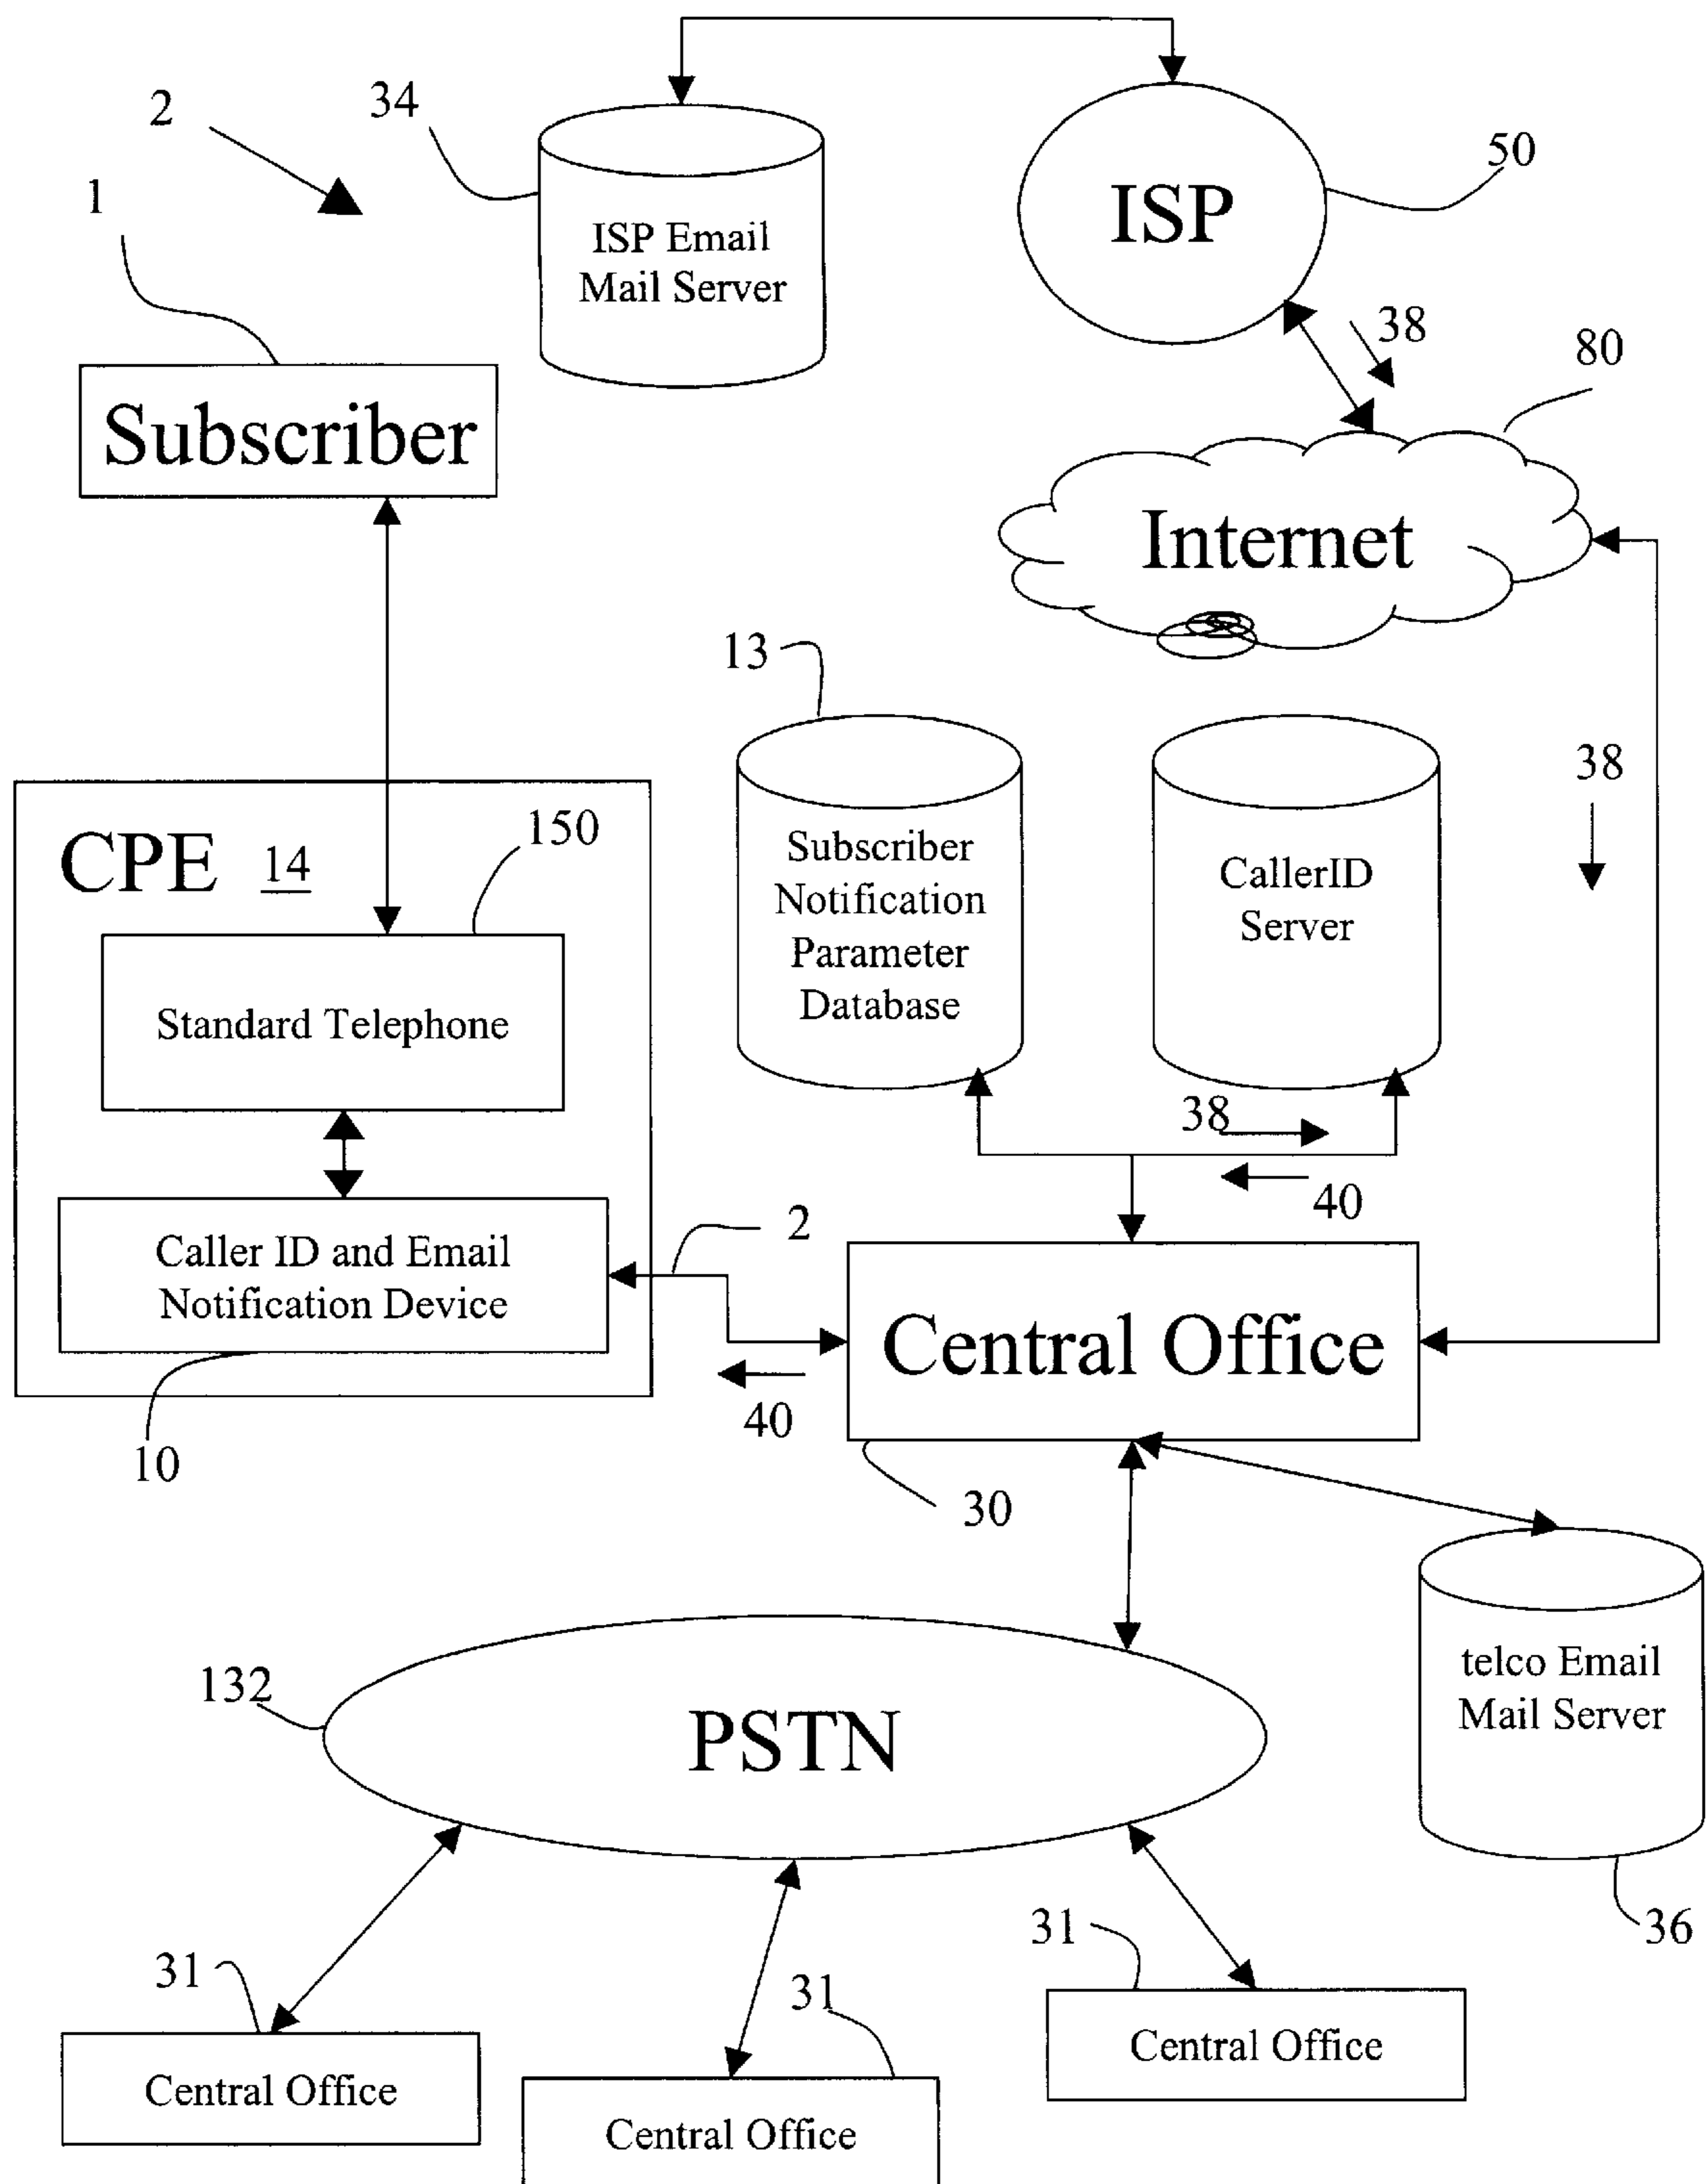 2
34
50
1
ISP
ISP Email
Mail Server
38
80
Subscriber
Internet
13
38
CPE 14
150
Subscriber
Notification
Parameter
Database
CallerID
Server
Standard Telephone
38
40
2
Caller ID and Email
Notification Device
Central Office
40
10
30
132
PSTN
telco Email
Mail Server
36
31
31
31
Central Office
Central Office
Central Office